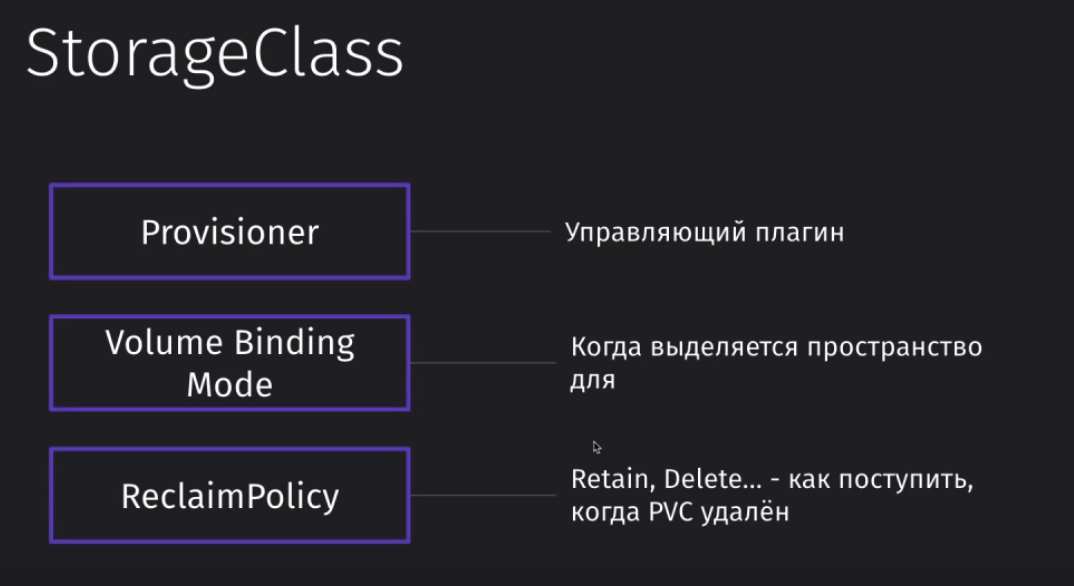 StorageClass
Provisioner
Управляющий плагин
Volume Binding
Mode
Когда выделяется пространство
для
ReclaimPolicy
Retain, Delete... - как поступить,
когда PVC удалён